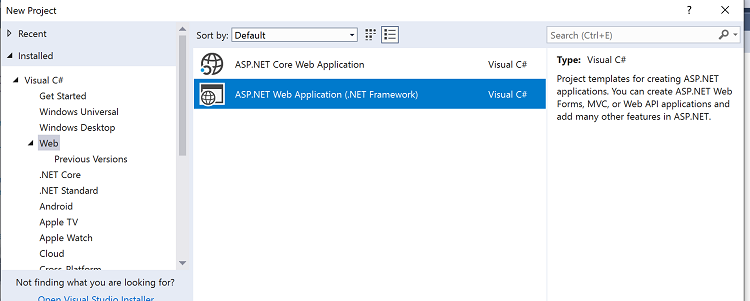 New Project
Recent
Installed
Visual C#
Get Started
Windows Universal
Windows Desktop
Web
Previous Versions
.NET Core
.NET Standard
Android
Apple TV
Apple Watch
Cloud
Cross-Platform
Not finding what you are looking for?
Open Visual Studio Installer
Sort by: Default
ASP.NET Core Web Application Visual C#
ASP.NET Web Application (.NET Framework) Visual C#
Search (Ctrl+E)
Type: Visual C#
Project templates for creating ASP.NET
applications. You can create ASP.NET Web
Forms, MVC, or Web API applications and
add many other features in ASP.NET.